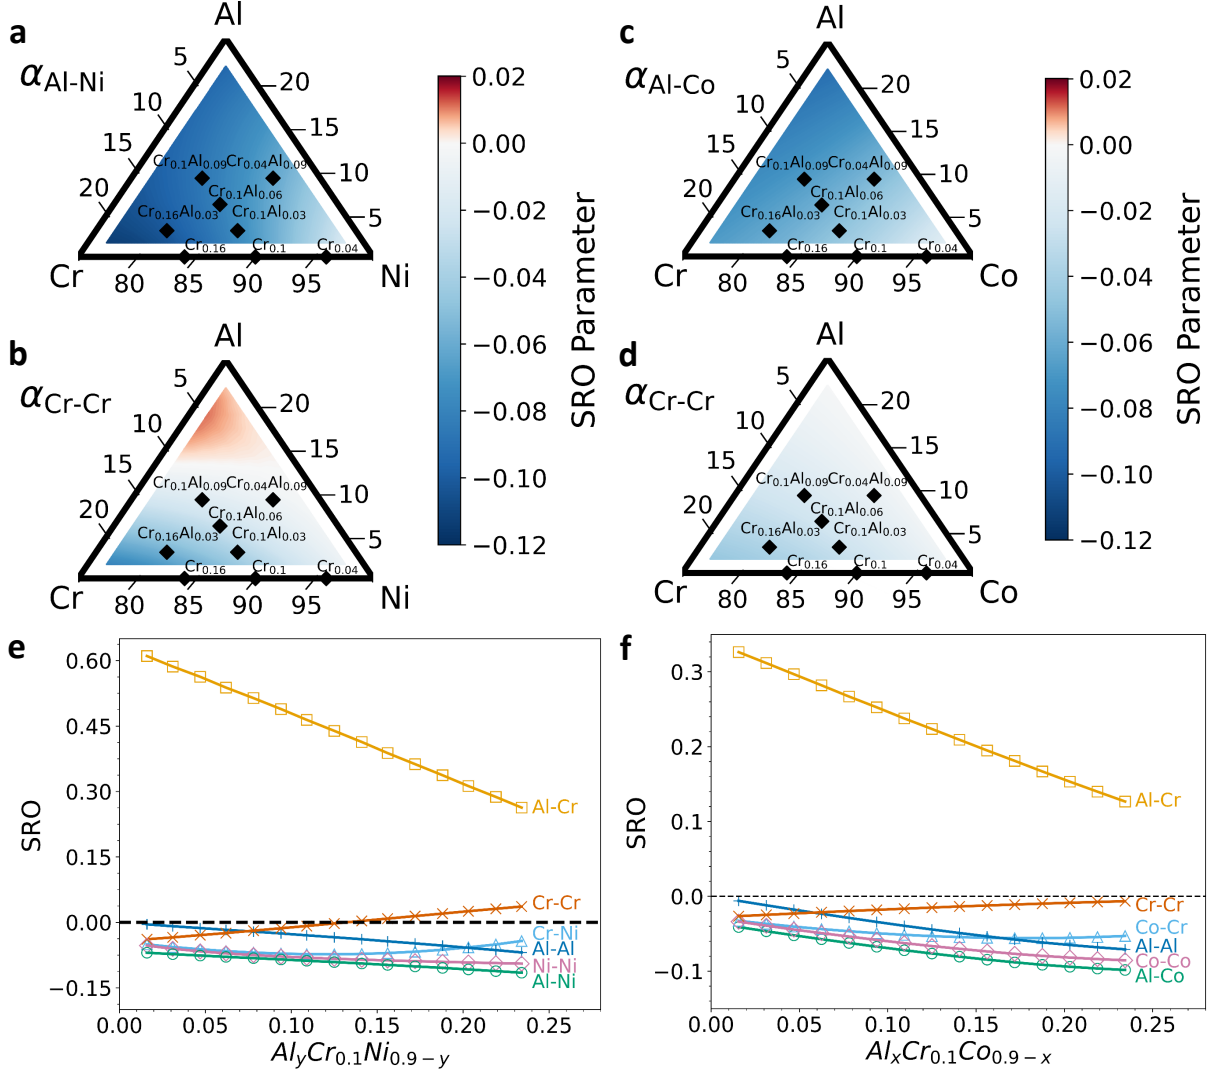 a
Al
α_Al-Ni
5
10
15
20
20
15
10
5
Cr0.1Al0.09
Cr0.04Al0.09
Cr0.1Al0.06
Cr0.16Al0.03
Cr0.1Al0.03
Cr0.16
Cr0.1
Cr0.04
Cr
80
85
90
95
Ni
0.02
0.00
−0.02
−0.04
−0.06
−0.08
−0.10
−0.12
SRO Parameter
c
Al
α_Al-Co
5
10
15
20
20
15
10
5
Cr0.1Al0.09
Cr0.04Al0.09
Cr0.1Al0.06
Cr0.16Al0.03
Cr0.1Al0.03
Cr0.16
Cr0.1
Cr0.04
Cr
80
85
90
95
Co
0.02
0.00
−0.02
−0.04
−0.06
−0.08
−0.10
−0.12
SRO Parameter
b
Al
α_Cr-Cr
5
10
15
20
20
15
10
5
Cr0.1Al0.09
Cr0.04Al0.09
Cr0.1Al0.06
Cr0.16Al0.03
Cr0.1Al0.03
Cr0.16
Cr0.1
Cr0.04
Cr
80
85
90
95
Ni
d
Al
α_Cr-Cr
5
10
15
20
20
15
10
5
Cr0.1Al0.09
Cr0.04Al0.09
Cr0.1Al0.06
Cr0.16Al0.03
Cr0.1Al0.03
Cr0.16
Cr0.1
Cr0.04
Cr
80
85
90
95
Co
e
SRO
0.60
0.45
0.30
0.15
0.00
−0.15
Al-Cr
Cr-Cr
Cr-Ni
Al-Al
Ni-Ni
Al-Ni
0.00
0.05
0.10
0.15
0.20
0.25
AlyCr0.1Ni0.9−y
f
SRO
0.3
0.2
0.1
0.0
−0.1
Al-Cr
Cr-Cr
Co-Cr
Al-Al
Co-Co
Al-Co
0.00
0.05
0.10
0.15
0.20
0.25
AlxCr0.1Co0.9−x